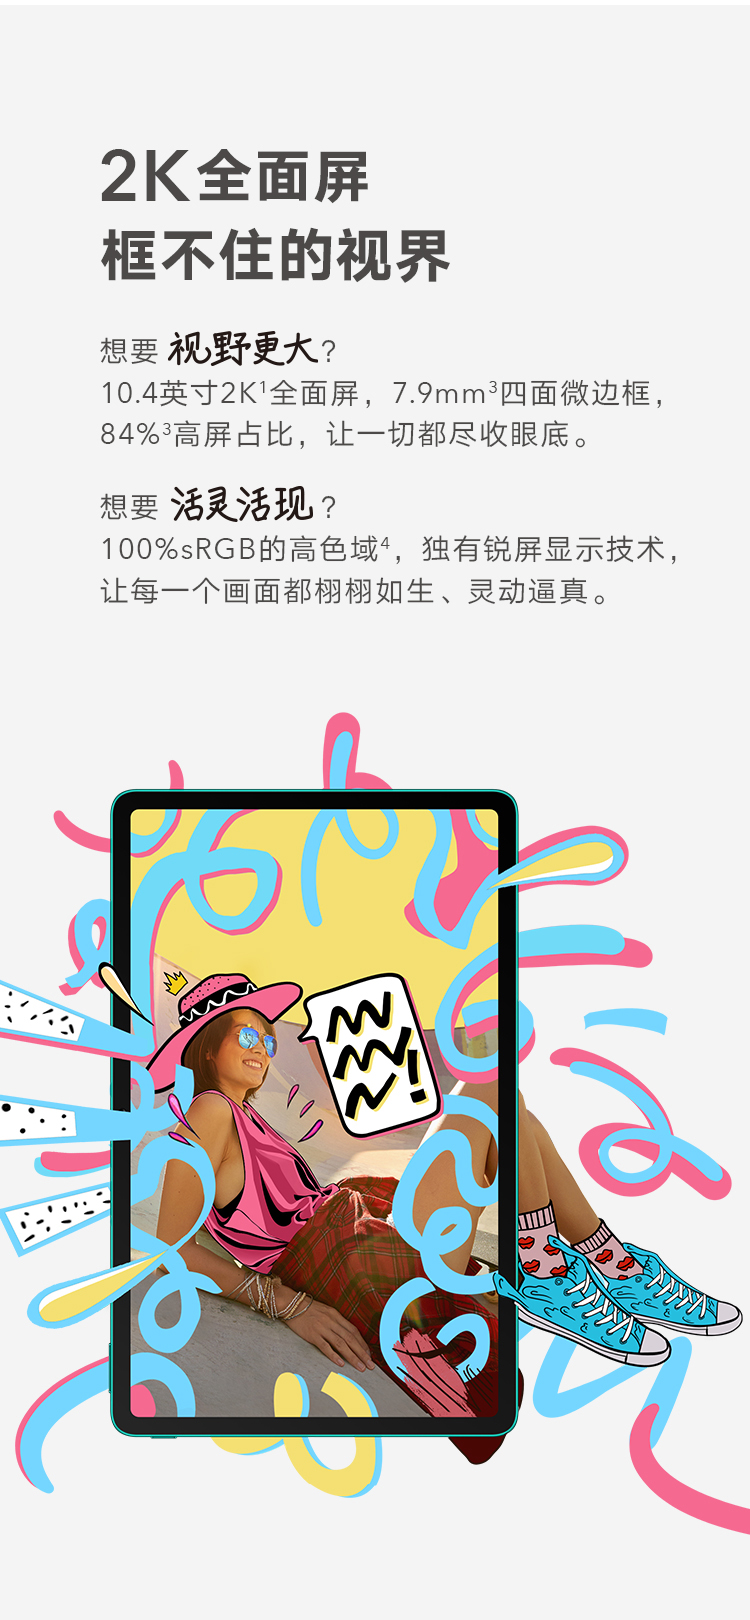 2K全面屏
框不住的视界
想要 视野更大？
10.4英寸2K¹全面屏，7.9mm³四面微边框，
84%³高屏占比，让一切都尽收眼底。
想要 活灵活现？
100%sRGB的高色域⁴，独有锐屏显示技术，
让每一个画面都栩栩如生、灵动逼真。